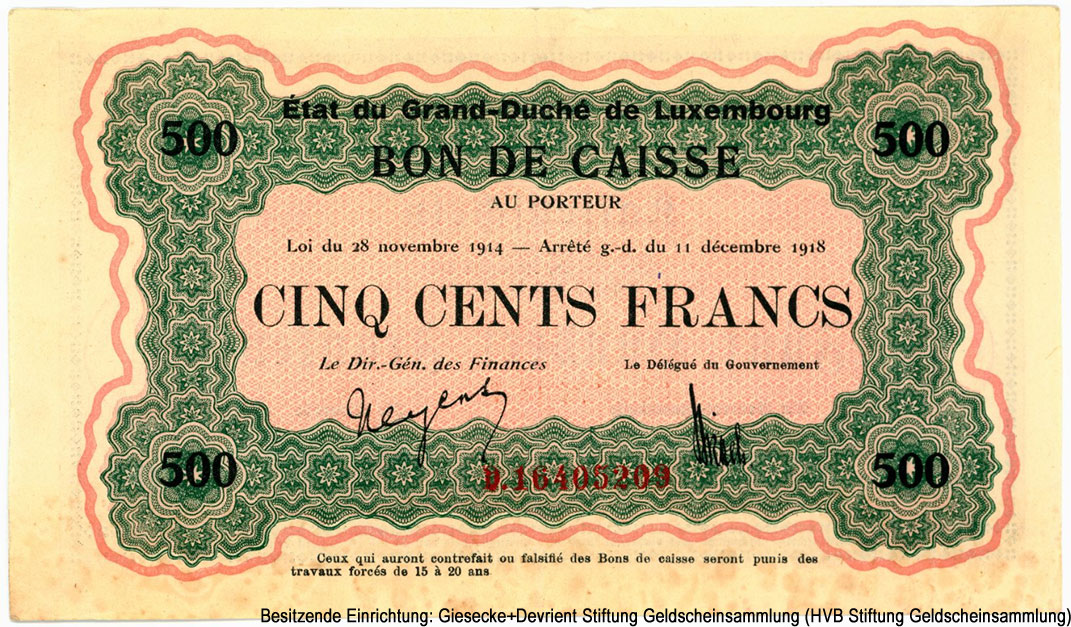 État du Grand-Duché de Luxembourg
500 500
BON DE CAISSE
AU PORTEUR
Loi du 28 novembre 1914 — Arrêté g.-d. du 11 décembre 1918
CINQ CENTS FRANCS
Le Dir.-Gén. des Finances Le Délégué du Gouvernement
Neyens
500 500
D.16405209
Ceux qui auront contrefait ou falsifié des Bons de caisse seront punis des
travaux forcés de 15 à 20 ans
Besitzende Einrichtung: Giesecke+Devrient Stiftung Geldscheinsammlung (HVB Stiftung Geldscheinsammlung)